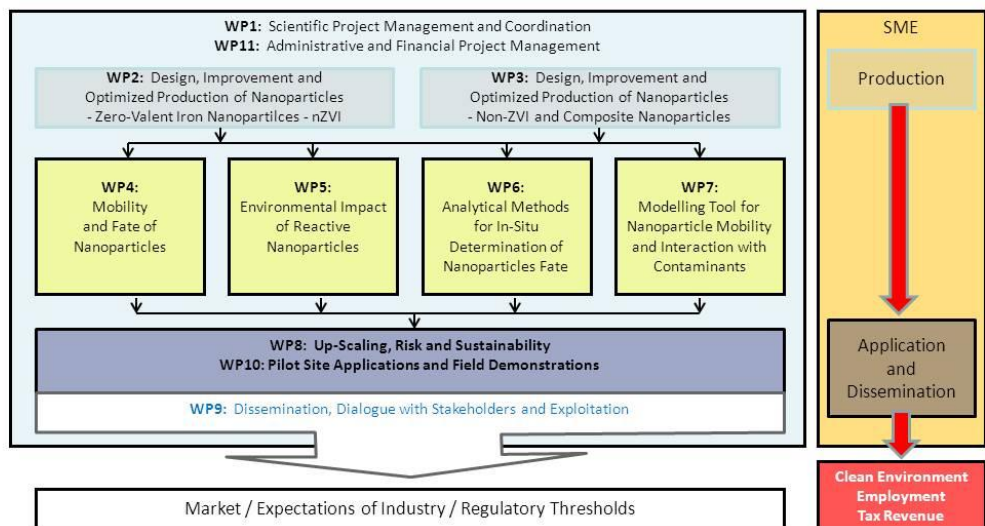 WP1: Scientific Project Management and Coordination
WP11: Administrative and Financial Project Management
WP2: Design, Improvement and
Optimized Production of Nanoparticles
- Zero-Valent Iron Nanopartilces - nZVI
WP3: Design, Improvement and
Optimized Production of Nanoparticles
- Non-ZVI and Composite Nanoparticles
WP4:
Mobility
and Fate of
Nanoparticles
WP5:
Environmental Impact
of Reactive
Nanoparticles
WP6:
Analytical Methods
for In-Situ
Determination of
Nanoparticles Fate
WP7:
Modelling Tool for
Nanoparticle Mobility
and Interaction with
Contaminants
WP8: Up-Scaling, Risk and Sustainability
WP10: Pilot Site Applications and Field Demonstrations
WP9: Dissemination, Dialogue with Stakeholders and Exploitation
Market / Expectations of Industry / Regulatory Thresholds
SME
Production
Application
and
Dissemination
Clean Environment
Employment
Tax Revenue